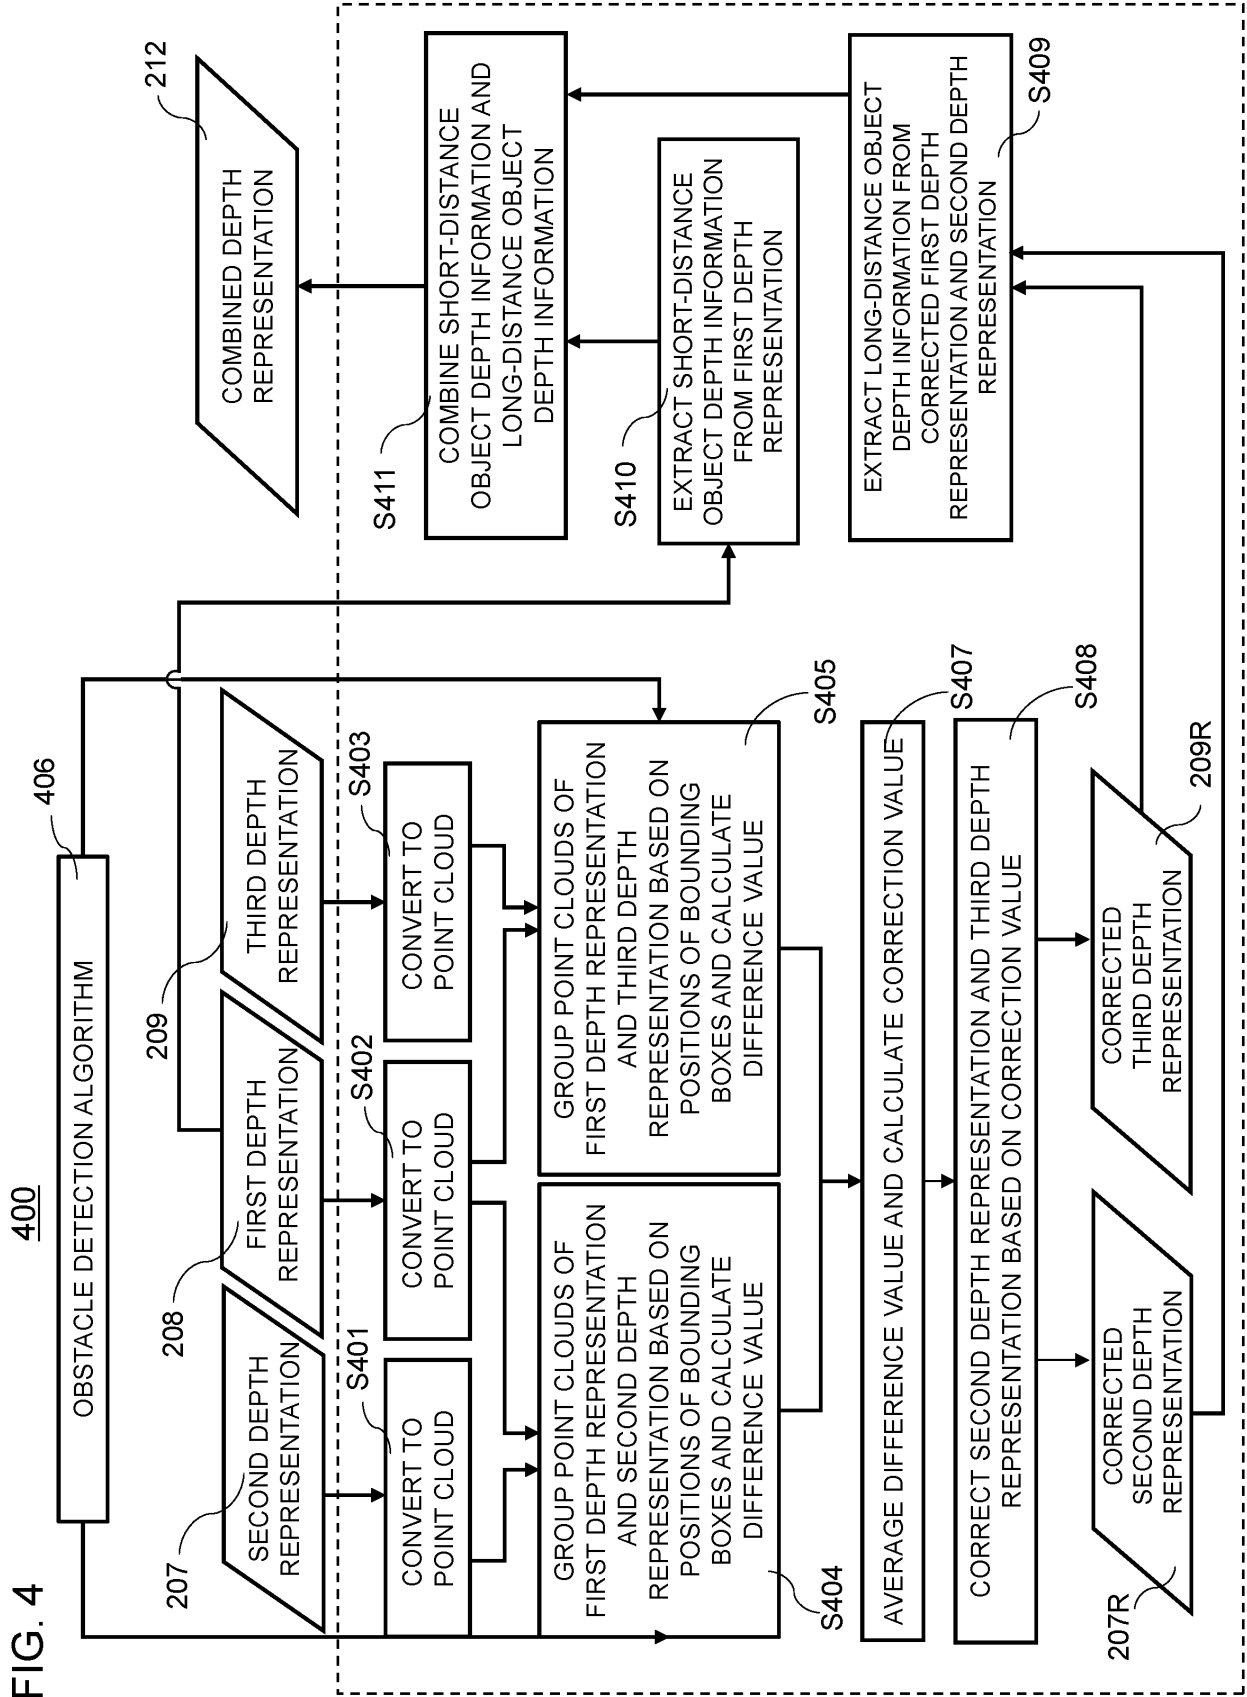 FIG. 4
400
OBSTACLE DETECTION ALGORITHM
406
207
SECOND DEPTH
REPRESENTATION
208
FIRST DEPTH
REPRESENTATION
209
THIRD DEPTH
REPRESENTATION
212
COMBINED DEPTH
REPRESENTATION
S401
CONVERT TO
POINT CLOUD
S402
CONVERT TO
POINT CLOUD
S403
CONVERT TO
POINT CLOUD
GROUP POINT CLOUDS OF
FIRST DEPTH REPRESENTATION
AND SECOND DEPTH
REPRESENTATION BASED ON
POSITIONS OF BOUNDING
BOXES AND CALCULATE
DIFFERENCE VALUE
S404
GROUP POINT CLOUDS OF
FIRST DEPTH REPRESENTATION
AND THIRD DEPTH
REPRESENTATION BASED ON
POSITIONS OF BOUNDING
BOXES AND CALCULATE
DIFFERENCE VALUE
S405
AVERAGE DIFFERENCE VALUE AND CALCULATE CORRECTION VALUE
S407
CORRECT SECOND DEPTH REPRESENTATION AND THIRD DEPTH
REPRESENTATION BASED ON CORRECTION VALUE
S408
207R
CORRECTED
SECOND DEPTH
REPRESENTATION
CORRECTED
THIRD DEPTH
REPRESENTATION
209R
S411
COMBINE SHORT-DISTANCE
OBJECT DEPTH INFORMATION AND
LONG-DISTANCE OBJECT
DEPTH INFORMATION
S410
EXTRACT SHORT-DISTANCE
OBJECT DEPTH INFORMATION
FROM FIRST DEPTH
REPRESENTATION
EXTRACT LONG-DISTANCE OBJECT
DEPTH INFORMATION FROM
CORRECTED FIRST DEPTH
REPRESENTATION AND SECOND DEPTH
REPRESENTATION
S409